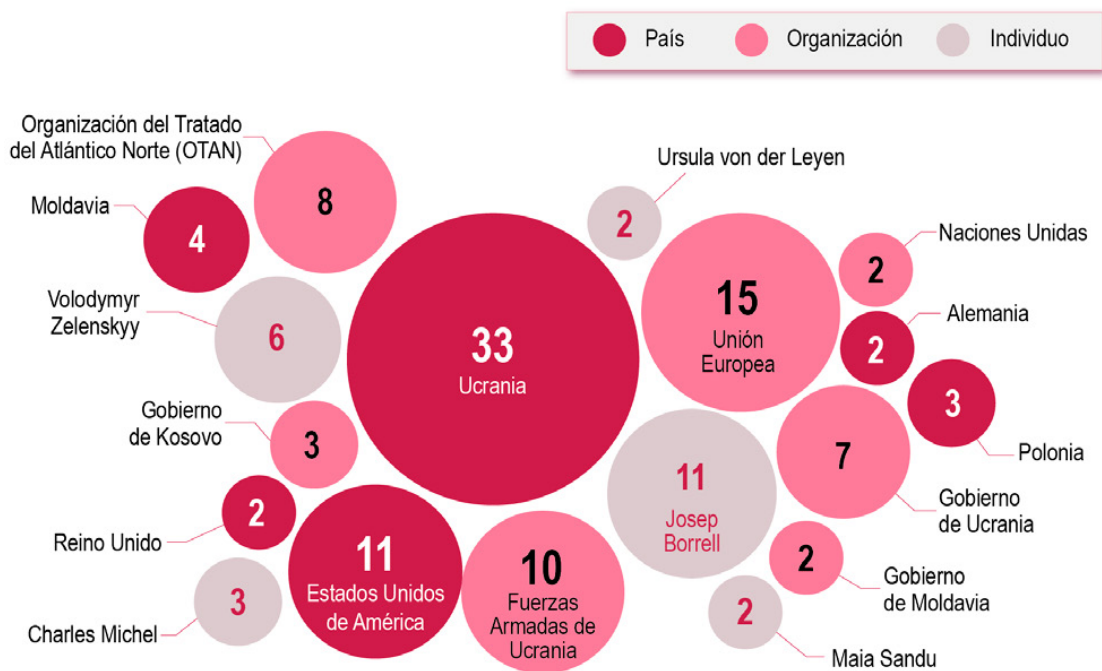 País
Organización
Individuo
Organización del Tratado
del Atlántico Norte (OTAN)
8
Moldavia
4
Volodymyr
Zelenskyy
6
Gobierno
de Kosovo
3
Reino Unido
2
Charles Michel
3
33
Ucrania
11
Estados Unidos
de América
10
Fuerzas
Armadas de
Ucrania
Ursula von der Leyen
2
15
Unión
Europea
Naciones Unidas
2
Alemania
2
3
Polonia
7
Gobierno
de Ucrania
11
Josep
Borrell
2
Gobierno
de Moldavia
2
Maia Sandu